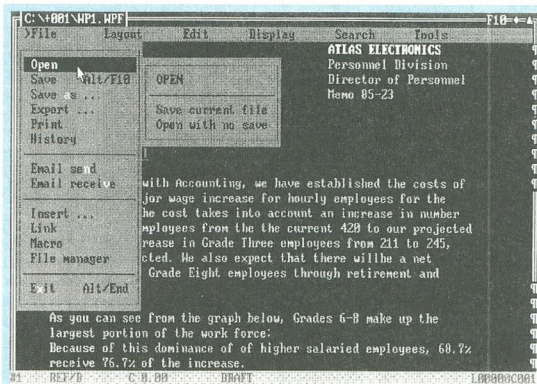 C:\+001\WP1.WPF F10
>File Layout Edit Display Search Tools
ATLAS ELECTRONICS
Personnel Division
Director of Personnel
Memo 85-23
Open
Save Alt/F10
Save as ...
Export ...
Print
History
Email send
Email receive
Insert ...
Link
Macro
File manager
Exit Alt/End
OPEN
Save current file
Open with no save
with Accounting, we have established the costs of
jor wage increase for hourly employees for the
he cost takes into account an increase in number
mployees from the the current 420 to our projected
rease in Grade Three employees from 211 to 245,
cted. We also expect that there willbe a net
Grade Eight employees through retirement and
As you can see from the graph below, Grades 6-8 make up the
largest portion of the work force:
Because of this dominance of of higher salaried employees, 68.7%
receive 76.7% of the increase.
#1 REF/B C 0.00 DRAFT L00000C001